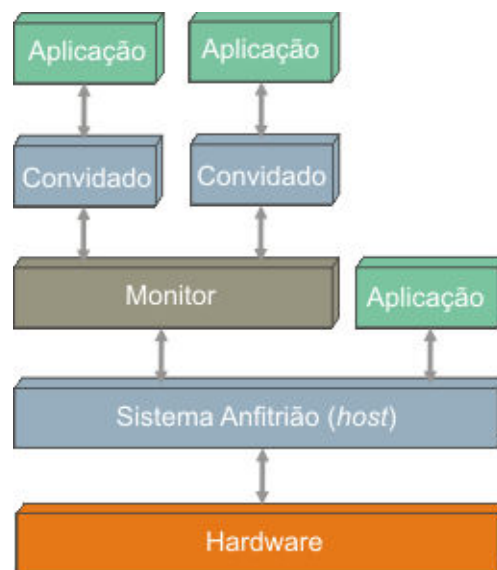 Aplicação
Aplicação
Convidado
Convidado
Monitor
Aplicação
Sistema Anfitrião (host)
Hardware